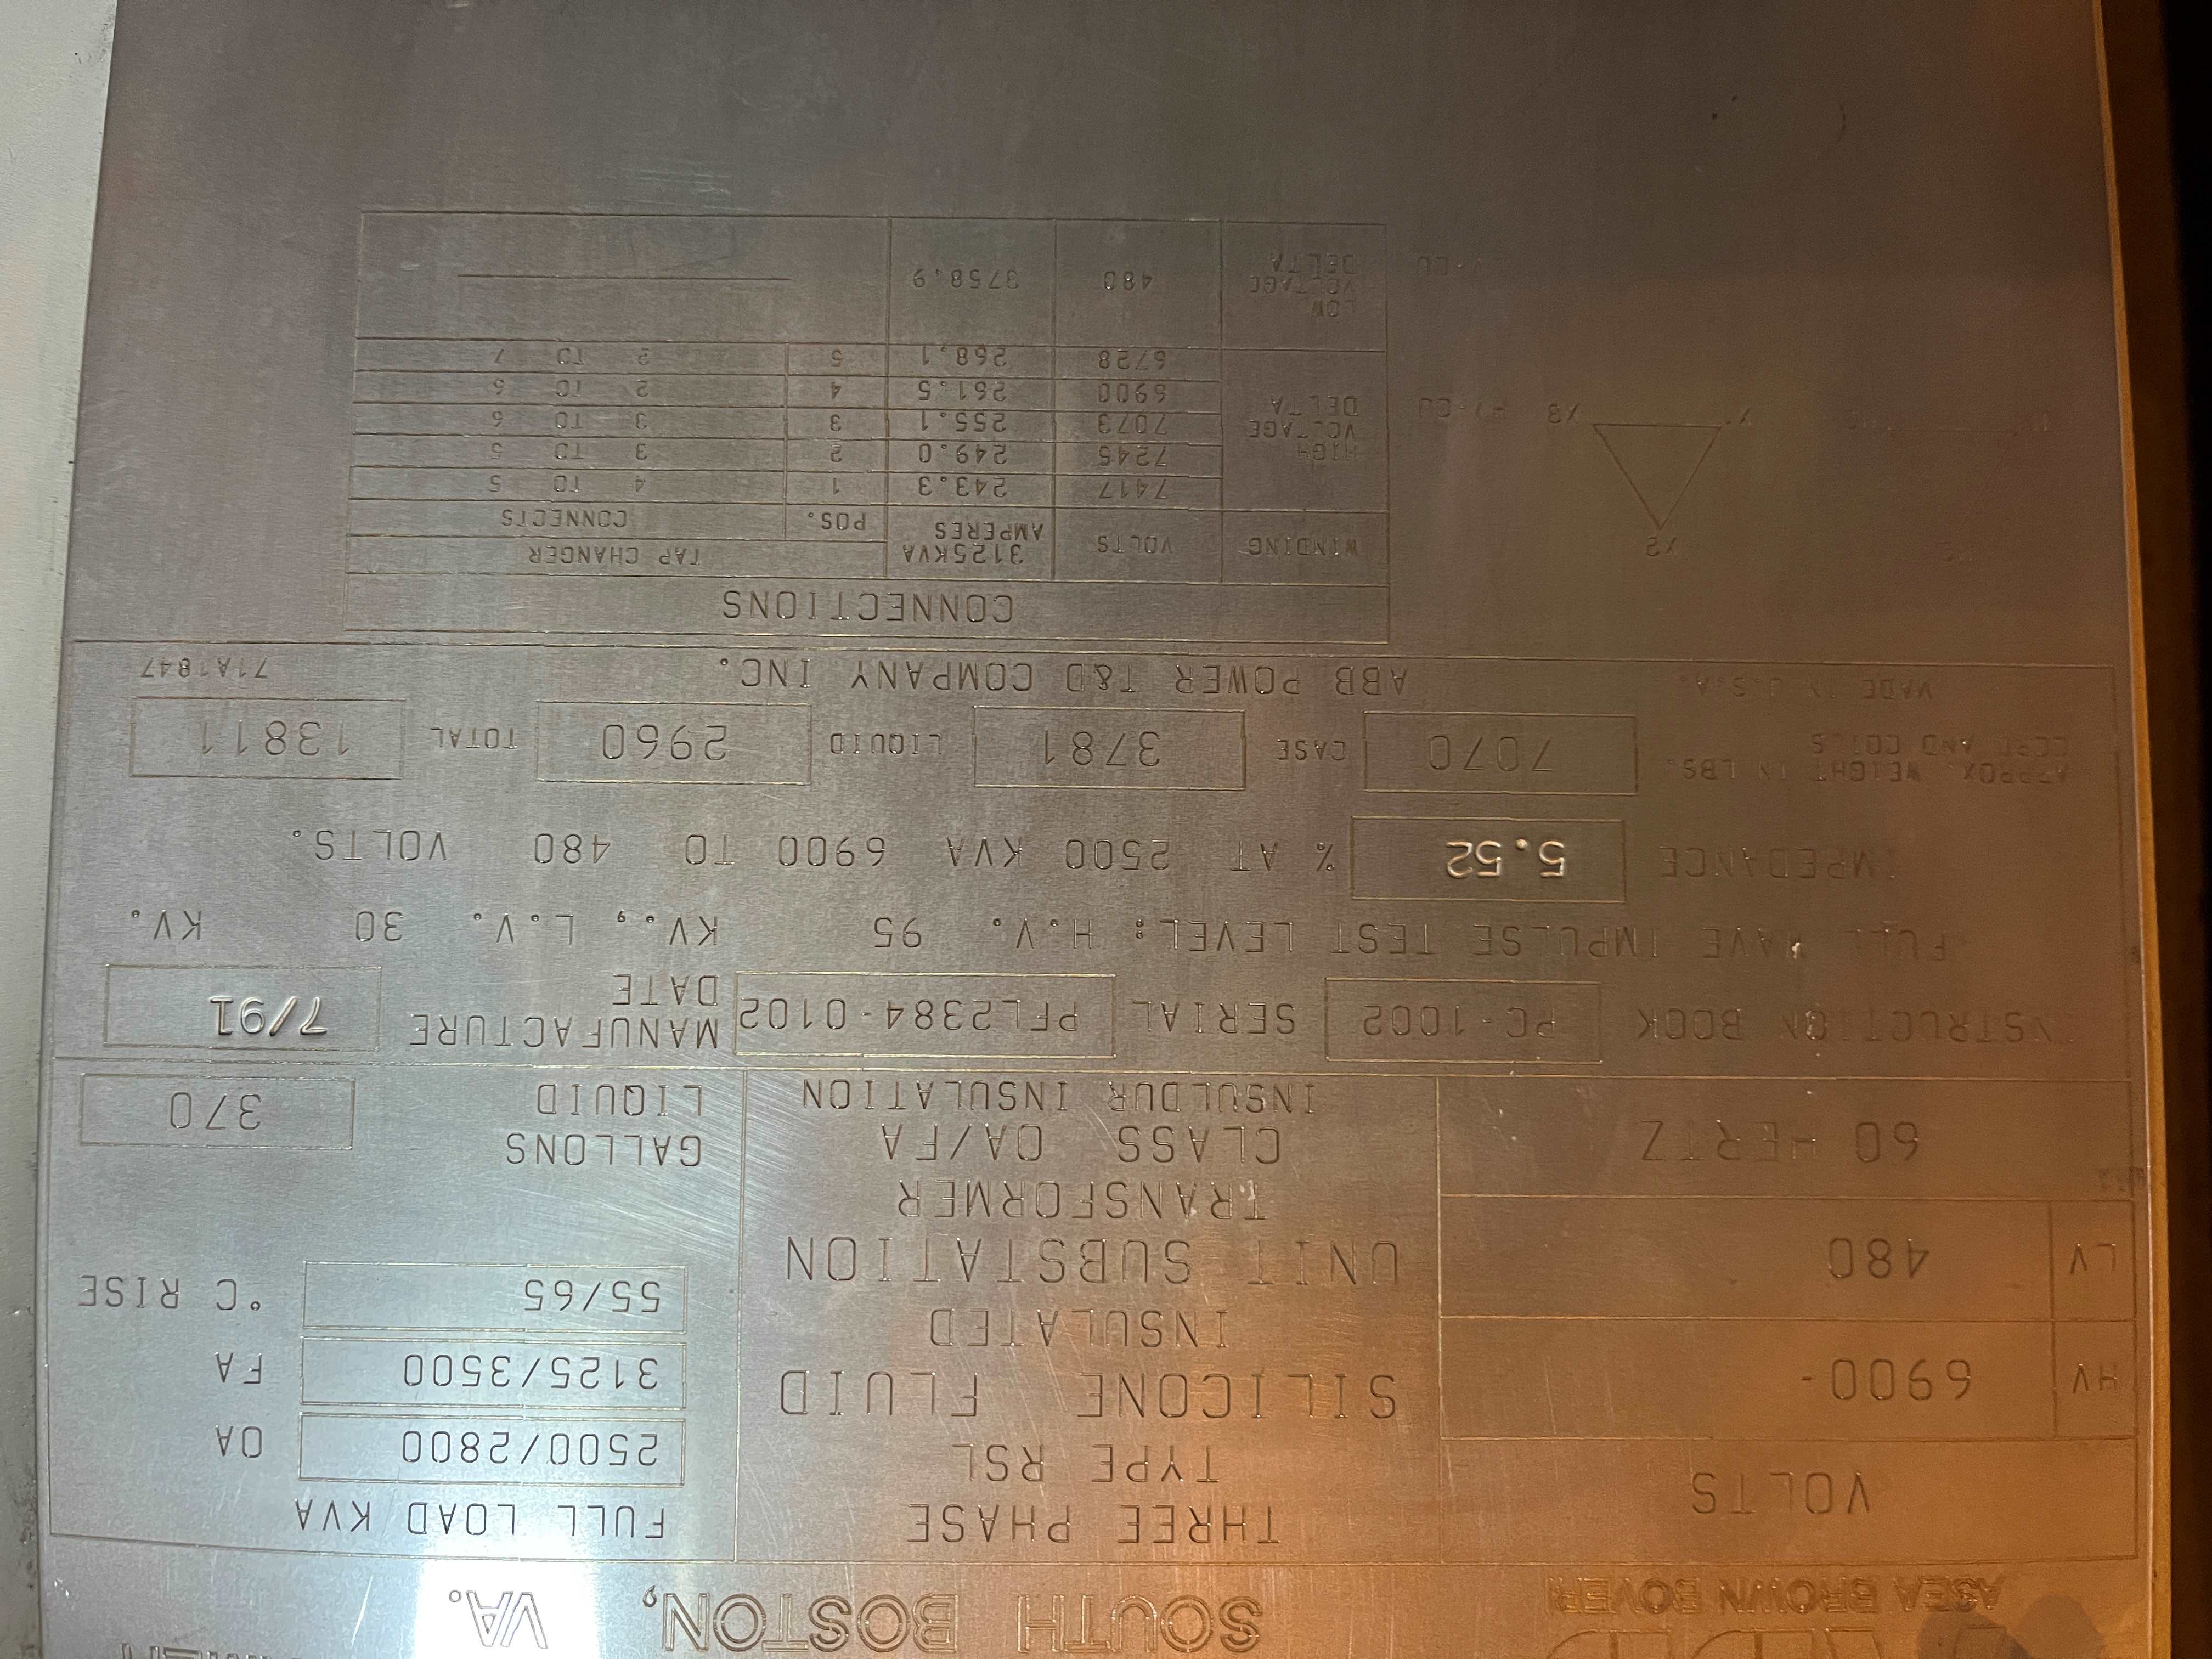 ASEA BROWN BOVERI
SOUTH BOSTON, VA.
VOLTS
HV 6900-
LV 480
60 HERTZ
THREE PHASE
TYPE RSL
SILICONE FLUID
INSULATED
UNIT SUBSTATION
TRANSFORMER
CLASS OA/FA
INSULDUR INSULATION
FULL LOAD KVA
2500/2800 OA
3125/3500 FA
55/65 °C RISE
GALLONS
LIQUID 370
INSTRUCTION BOOK PC-1002 SERIAL PFL2384-0102 MANUFACTURE
DATE 7/91
FULL WAVE IMPULSE TEST LEVEL: H.V. 95 KV., L.V. 30 KV.
IMPEDANCE 5.52 % AT 2500 KVA 6900 TO 480 VOLTS.
APPROX. WEIGHT IN LBS.
CORE AND COILS 7070 CASE 3781 LIQUID 2960 TOTAL 13811
MADE IN U.S.A. ABB POWER T&D COMPANY INC. 71A1847
CONNECTIONS
WINDING VOLTS 3125KVA
AMPERES TAP CHANGER
POS. CONNECTS
HIGH
VOLTAGE
DELTA
7417 243.3 1 4 TO 5
7245 249.0 2 3 TO 5
7073 255.1 3 3 TO 6
6900 261.5 4 2 TO 6
6728 268.1 5 2 TO 7
LOW
VOLTAGE
DELTA 480 3758.9
X2
X3